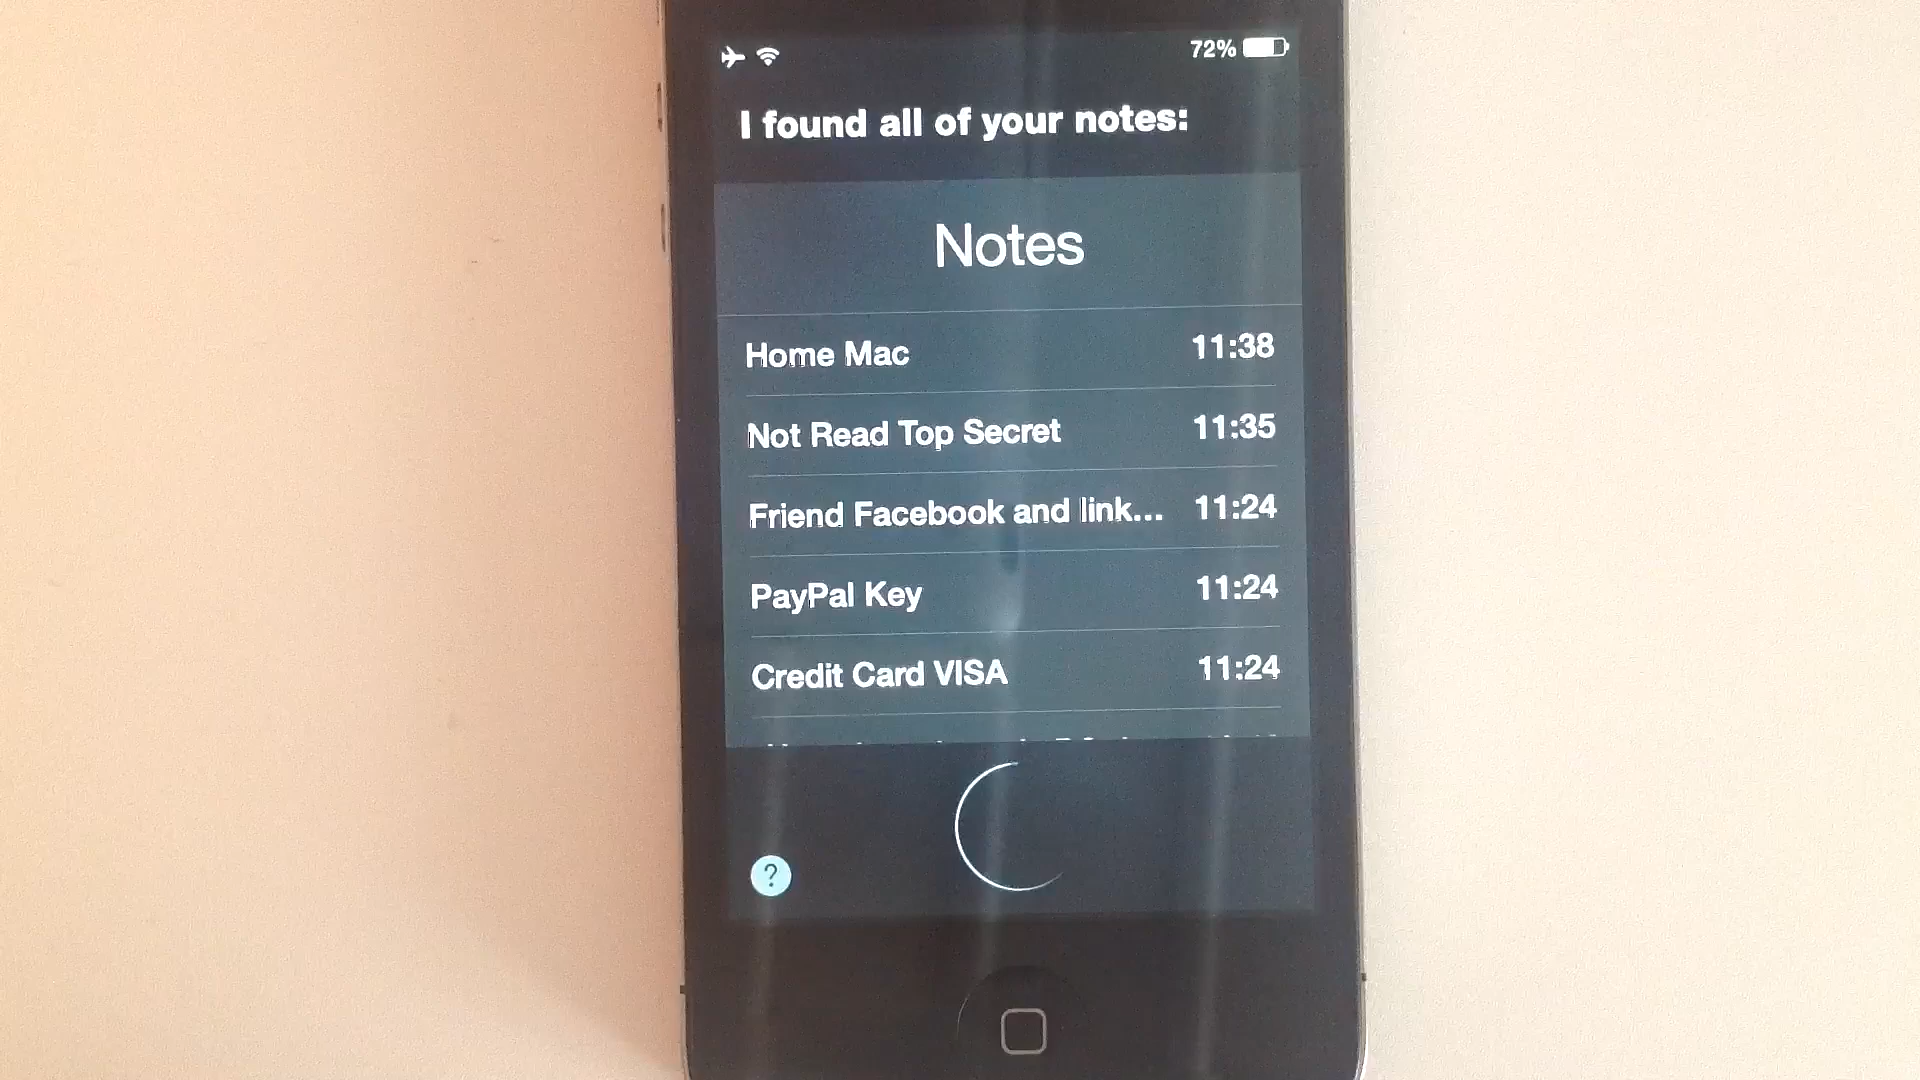 72%
I found all of your notes:
Notes
Home Mac 11:38
Not Read Top Secret 11:35
Friend Facebook and link... 11:24
PayPal Key 11:24
Credit Card VISA 11:24
?